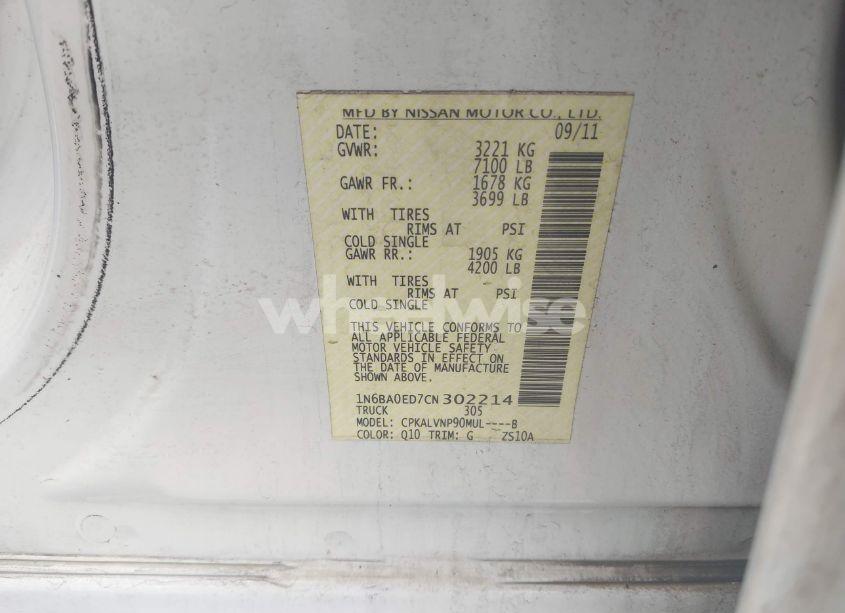 MFD BY NISSAN MOTOR CO., LTD.
DATE: 09/11
GVWR: 3221 KG
7100 LB
GAWR FR.: 1678 KG
3699 LB
WITH TIRES
RIMS AT PSI
COLD SINGLE
GAWR RR.: 1905 KG
4200 LB
WITH TIRES
RIMS AT PSI
COLD SINGLE
wheelwise
THIS VEHICLE CONFORMS TO
ALL APPLICABLE FEDERAL
MOTOR VEHICLE SAFETY
STANDARDS IN EFFECT ON
THE DATE OF MANUFACTURE
SHOWN ABOVE.
1N6BA0ED7CN302214
TRUCK 305
MODEL: CPKALVNP90MUL----B
COLOR: Q10 TRIM: G ZS10A